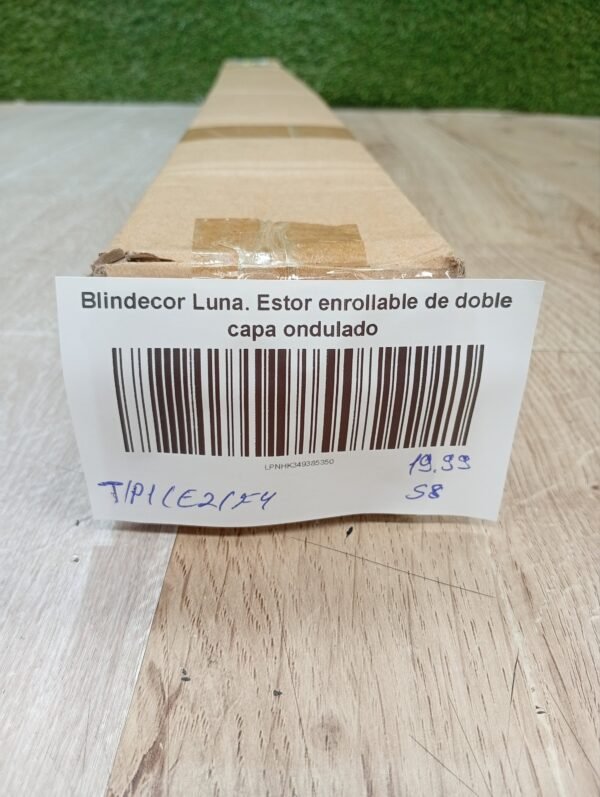 Blindecor Luna. Estor enrollable de doble
capa ondulado
LPNHK349385350
19,99
T/P1/E2/F4
S8